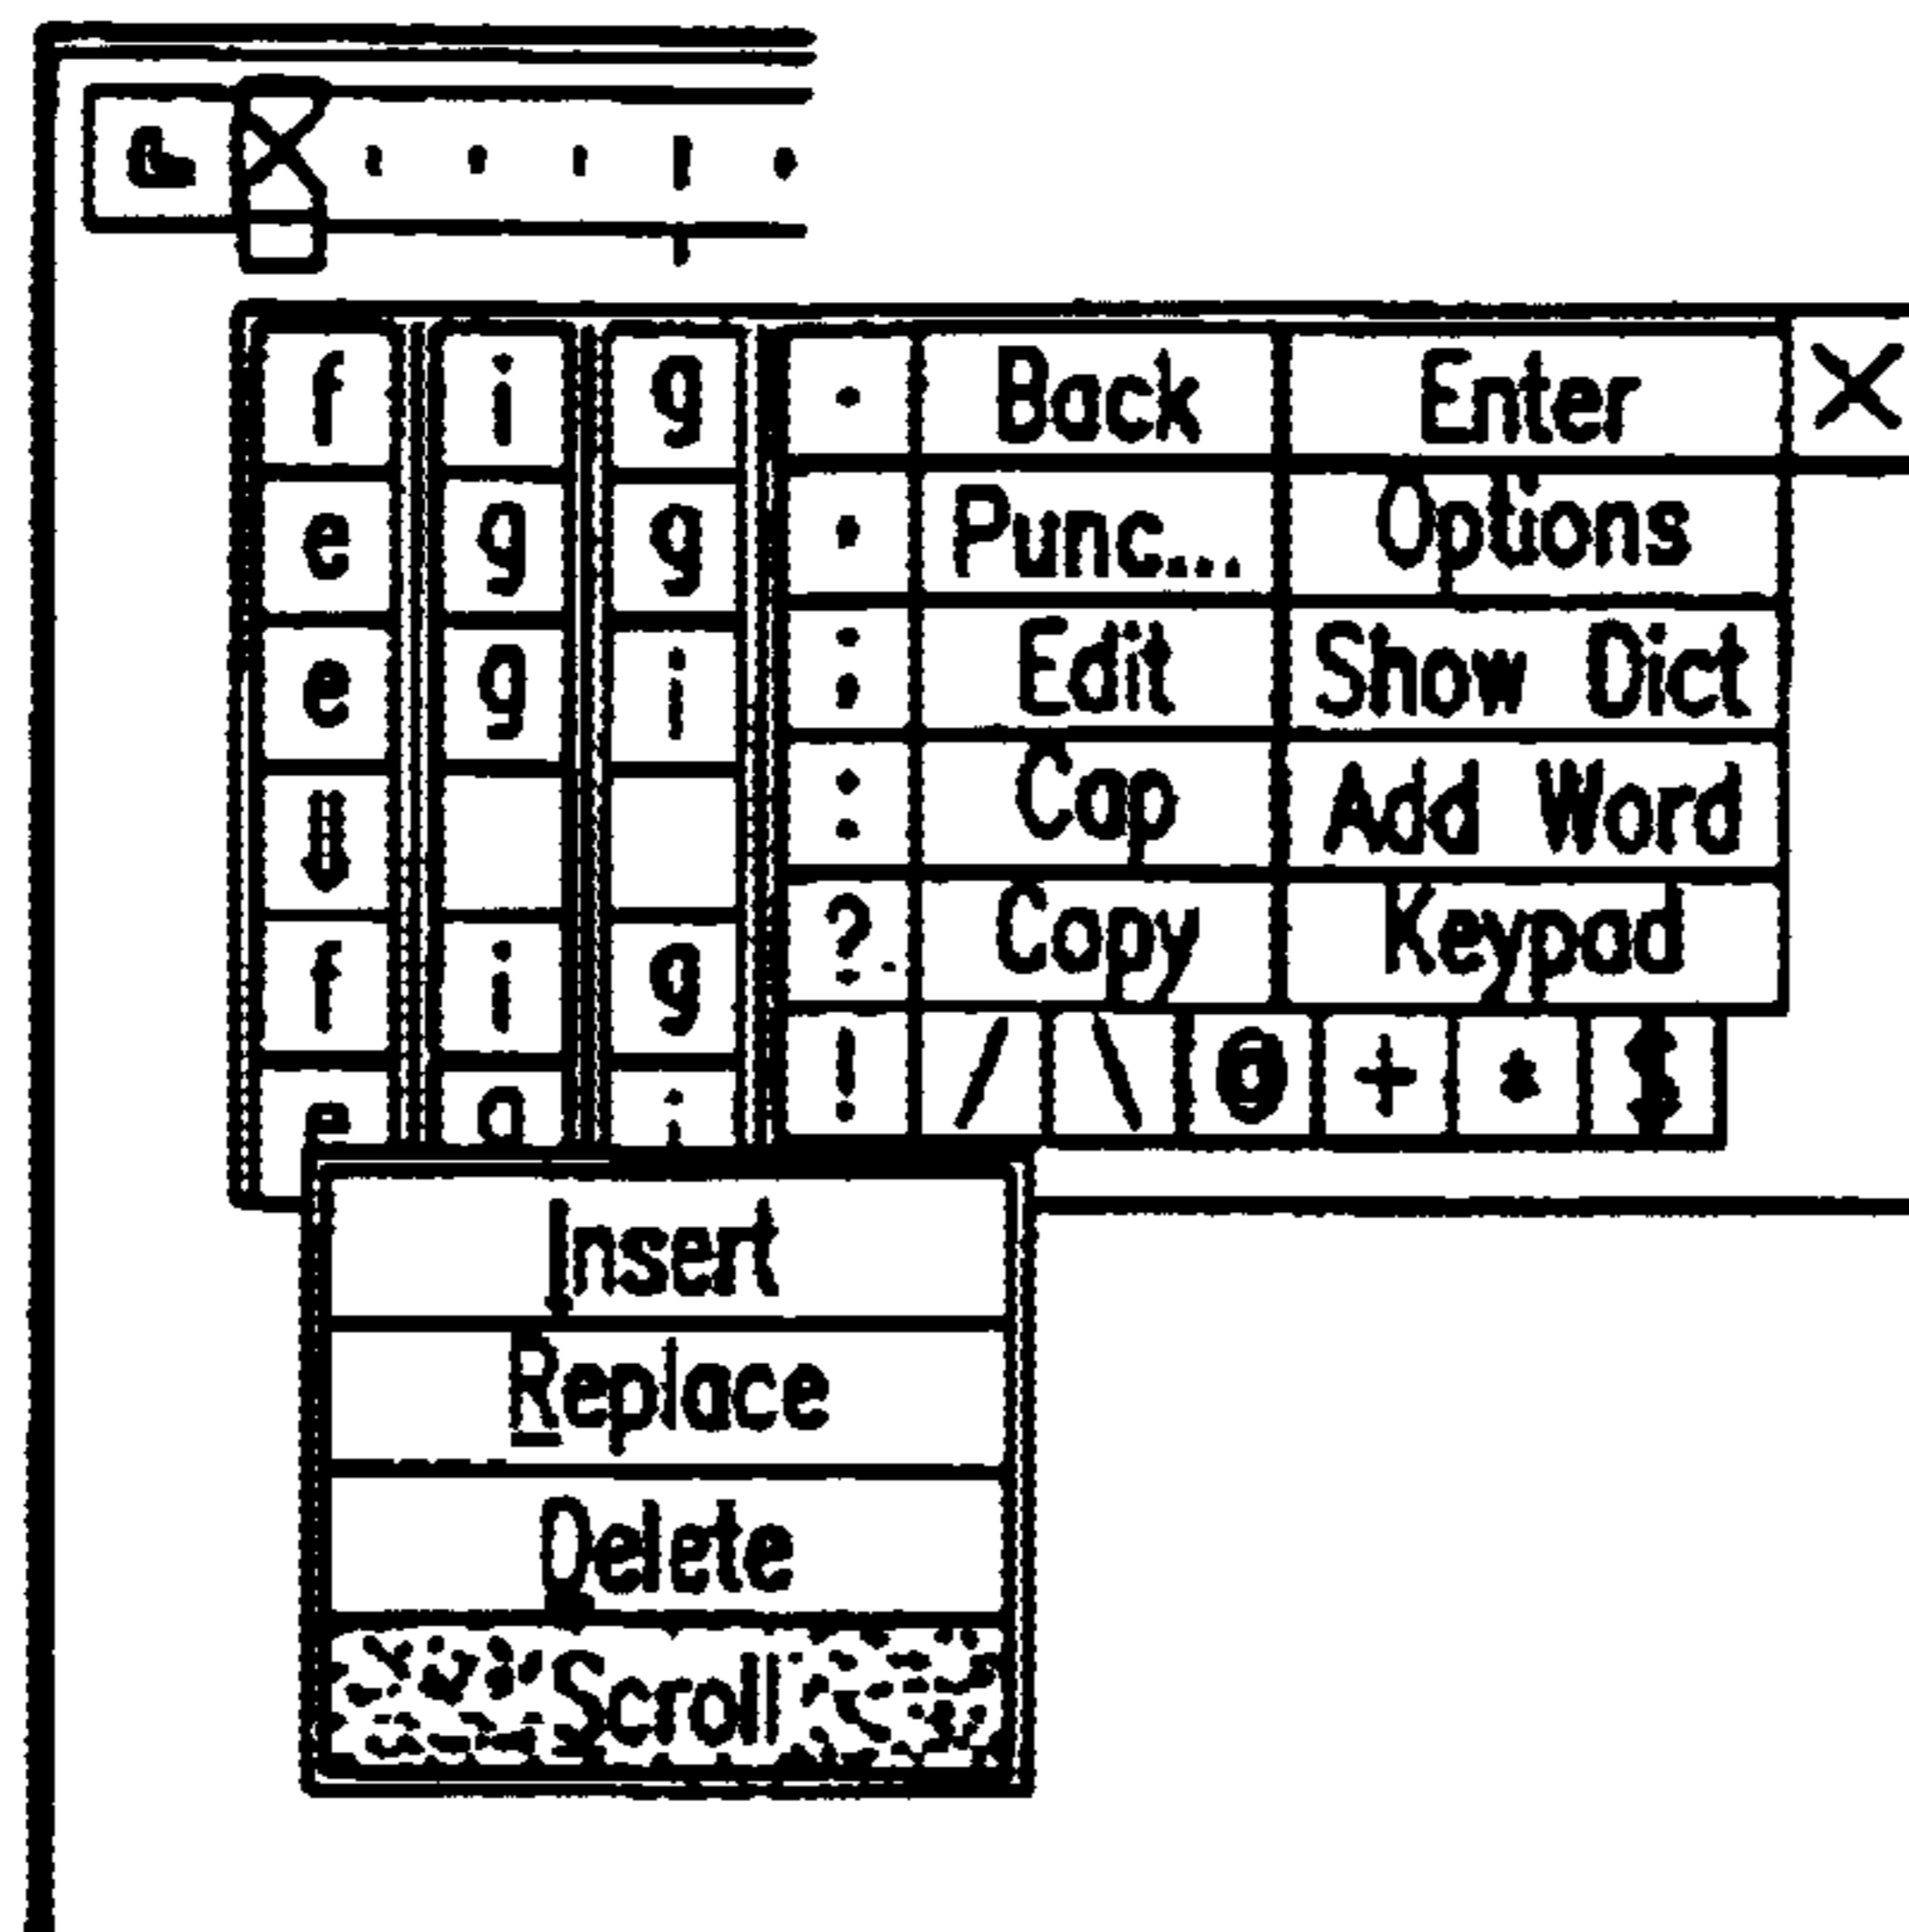 f i g . Back Enter X
e g g , Punc... Options
e g i ; Edit Show Dict
: Cap Add Word
f i g ? Copy Keypad
e g i ! / \ @ + * $
Insert
Replace
Delete
Scroll